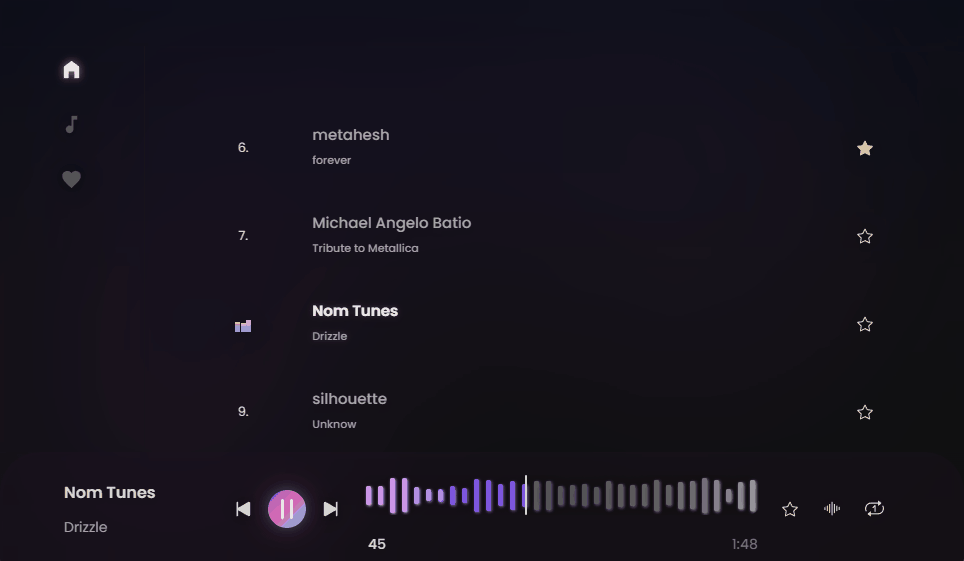 6.
metahesh
forever
7.
Michael Angelo Batio
Tribute to Metallica
Nom Tunes
Drizzle
9.
silhouette
Unknow
Nom Tunes
Drizzle
45
1:48
1